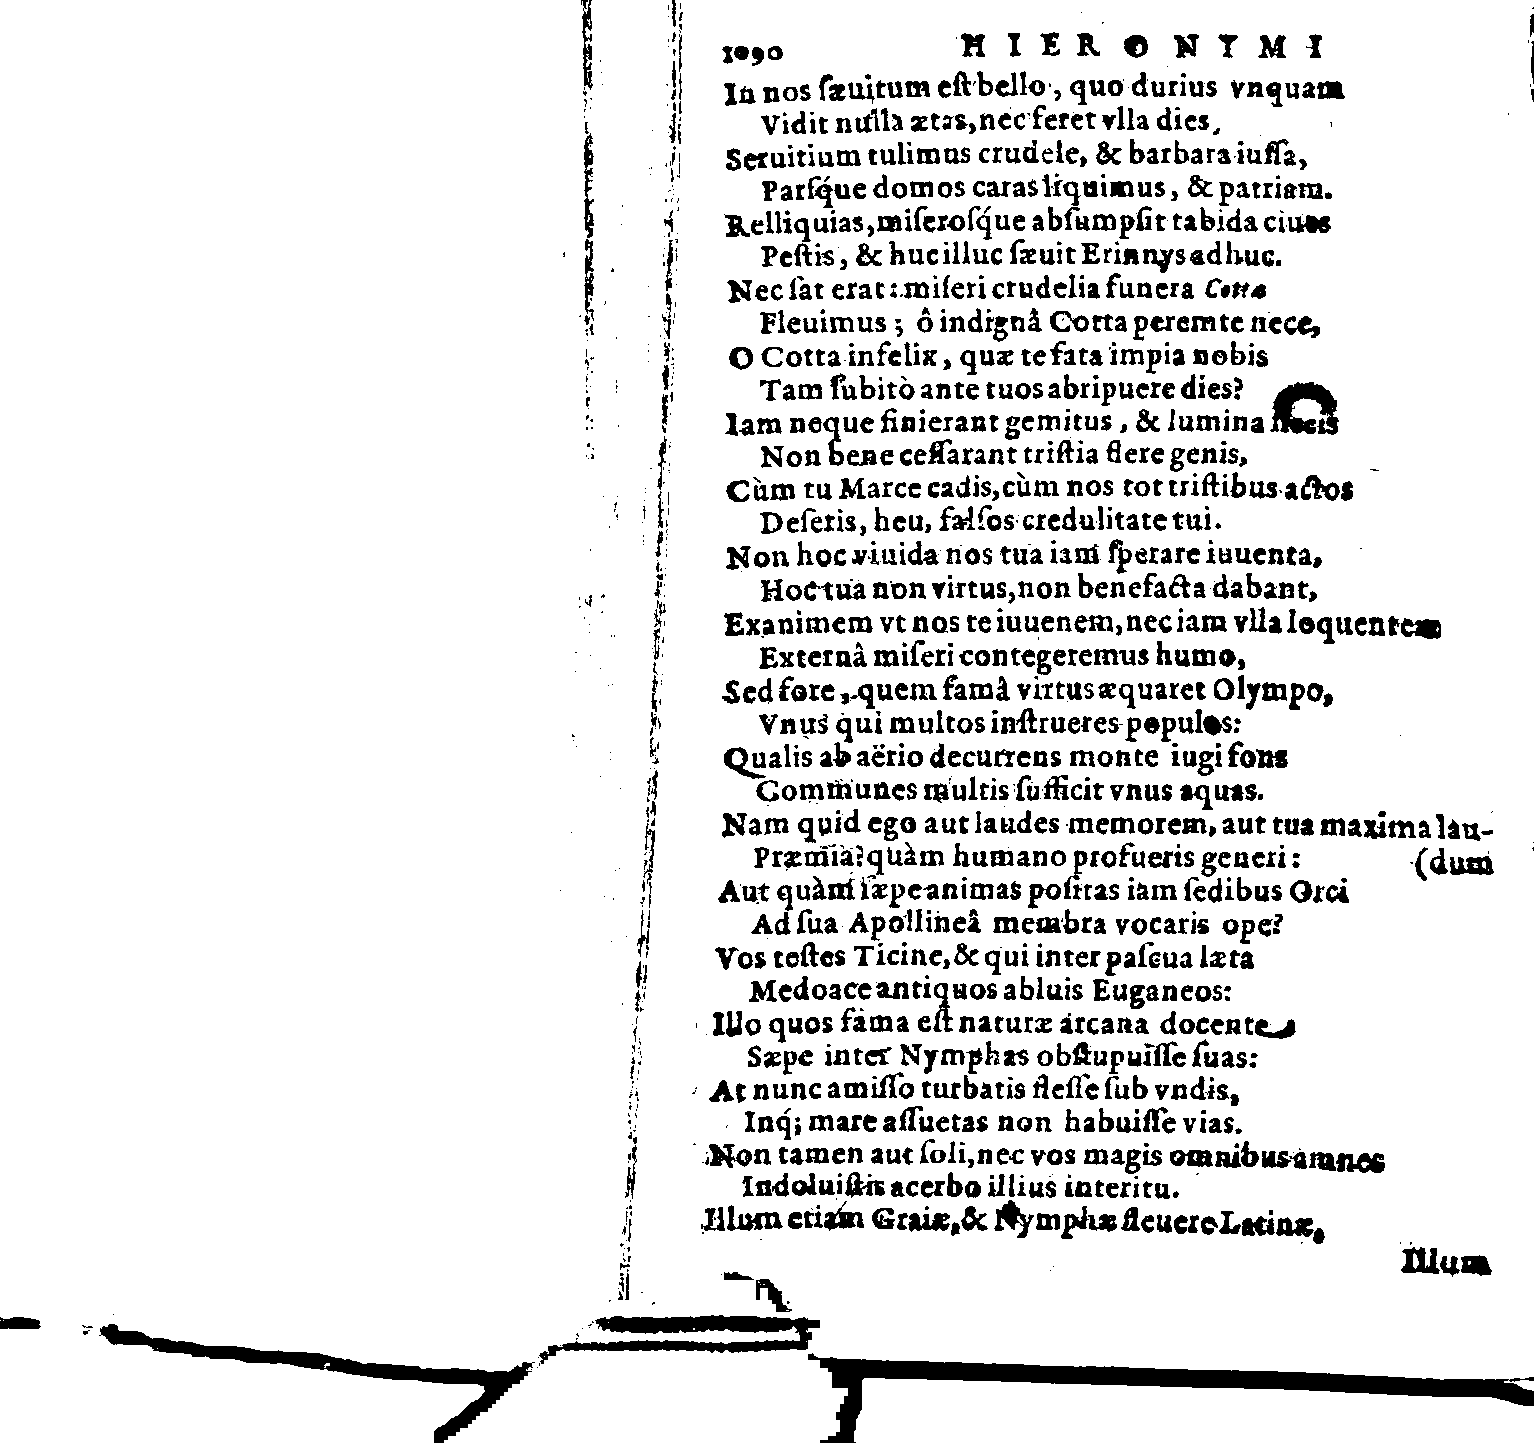 1090 HIERONYMI
In nos ſæuitum eſt bello, quo durius vnquam
Vidit nulla ætas, nec feret vlla dies,
Seruitium tulimus crudele, & barbara iuſſa,
Parſq́ue domos caras liquimus, & patriam.
Relliquias, miſeroſq́ue abſumpſit tabida ciues
Peſtis, & huc illuc ſæuit Erinnys adhuc.
Nec ſat erat: miſeri crudelia funera Cottæ
Fleuimus; ô indignâ Cotta peremte nece,
O Cotta infelix, quæ te fata impia nobis
Tam ſubitò ante tuos abripuere dies?
Iam neque finierant gemitus, & lumina
Non bene ceſſarant triſtia flere genis,
Cùm tu Marce cadis, cùm nos tot triſtibus actos
Deſeris, heu, falſos credulitate tui.
Non hoc viuida nos tua iam ſperare iuuenta,
Hoc tua non virtus, non benefacta dabant,
Exanimem vt nos te iuuenem, nec iam vlla loquentem
Externâ miſeri contegeremus humo,
Sed fore, quem famâ virtus æquaret Olympo,
Vnus qui multos inſtrueres populos:
Qualis ab aërio decurrens monte iugi fons
Communes multis ſufficit vnus aquas.
Nam quid ego aut laudes memorem, aut tua maxima lau-
Præmia? quàm humano profueris generi: (dum
Aut quàm ſæpe animas poſitas iam ſedibus Orci
Ad ſua Apollineâ membra vocaris ope?
Vos teſtes Ticine, & qui inter paſcua læta
Medoace antiquos abluis Euganeos:
Illo quos fama eſt naturæ arcana docente
Sæpe inter Nymphas obſtupuiſſe ſuas:
At nunc amiſſo turbatis fleſſe ſub vndis,
Inq́; mare aſſuetas non habuiſſe vias.
Non tamen aut ſoli, nec vos magis omnibus amnes
Indoluiſtis acerbo illius interitu.
Illum etiam Graiæ, & Nymphæ fleuere Latinæ,
Illum